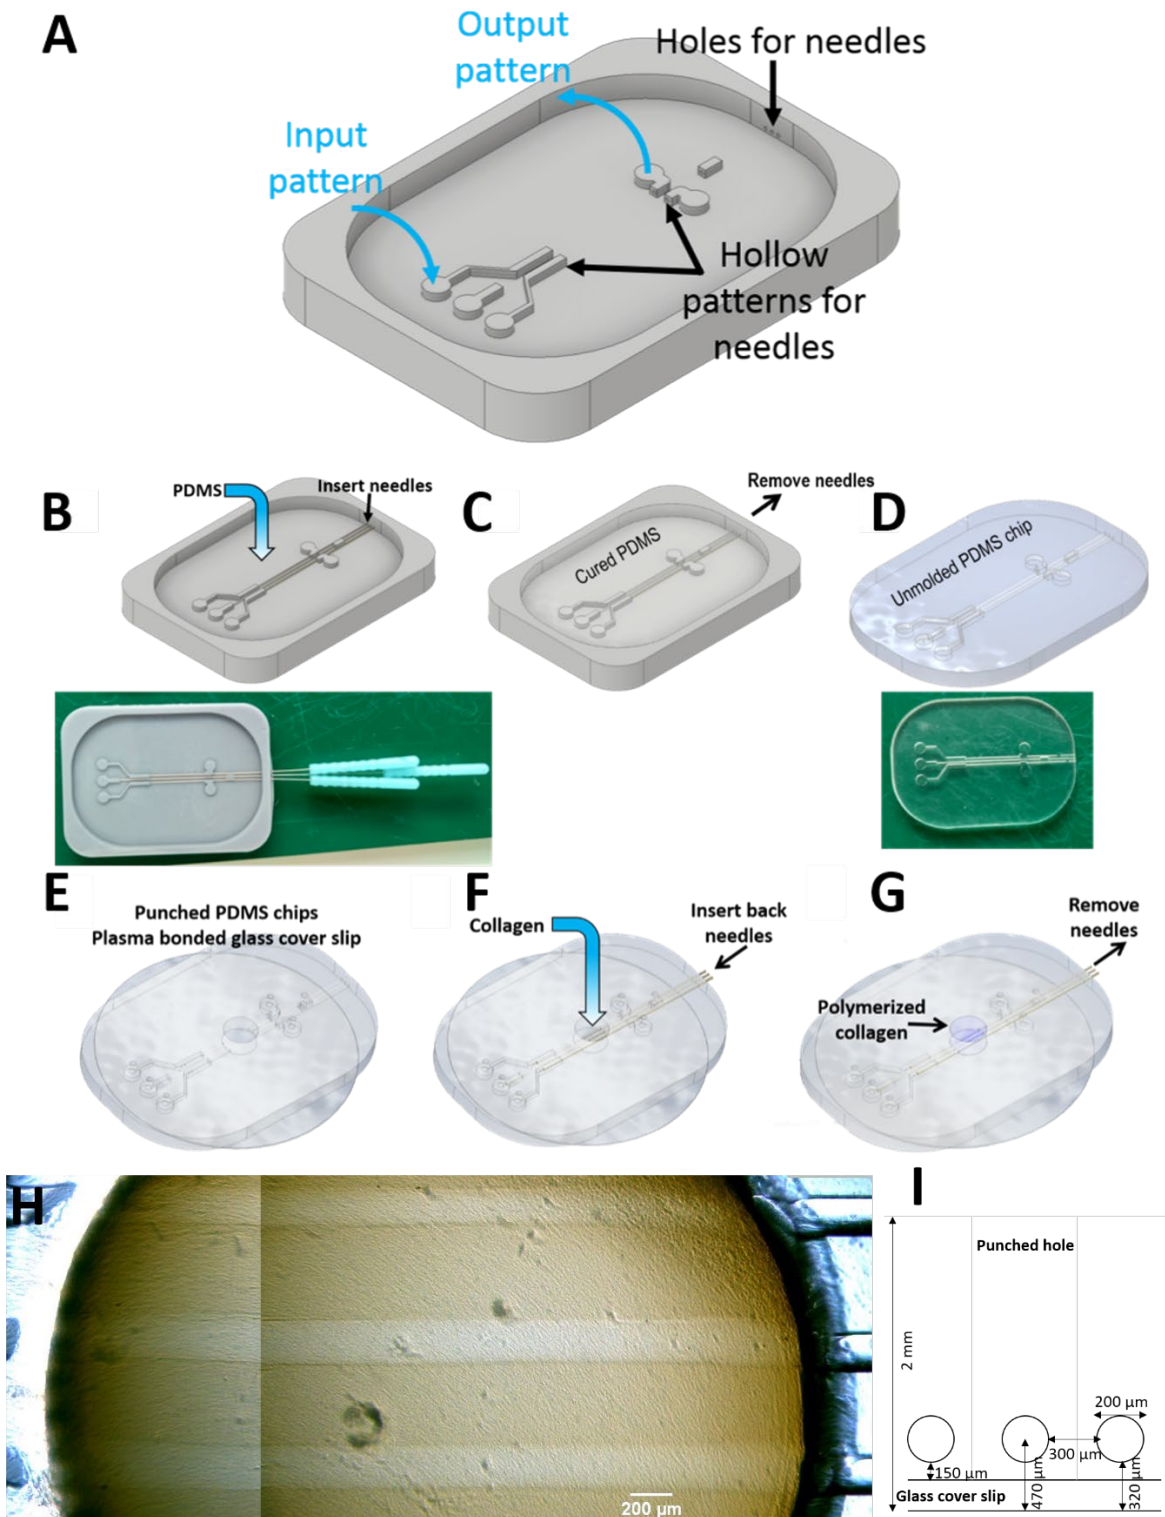 A
Output
pattern
Holes for needles
Input
pattern
Hollow
patterns for
needles
B
PDMS
Insert needles
C
Remove needles
Cured PDMS
D
Unmolded PDMS chip
E
Punched PDMS chips
Plasma bonded glass cover slip
F
Collagen
Insert back
needles
G
Remove
needles
Polymerized
collagen
H
200 µm
I
Punched hole
2 mm
200 µm
300 µm
150 µm
470 µm
320 µm
Glass cover slip